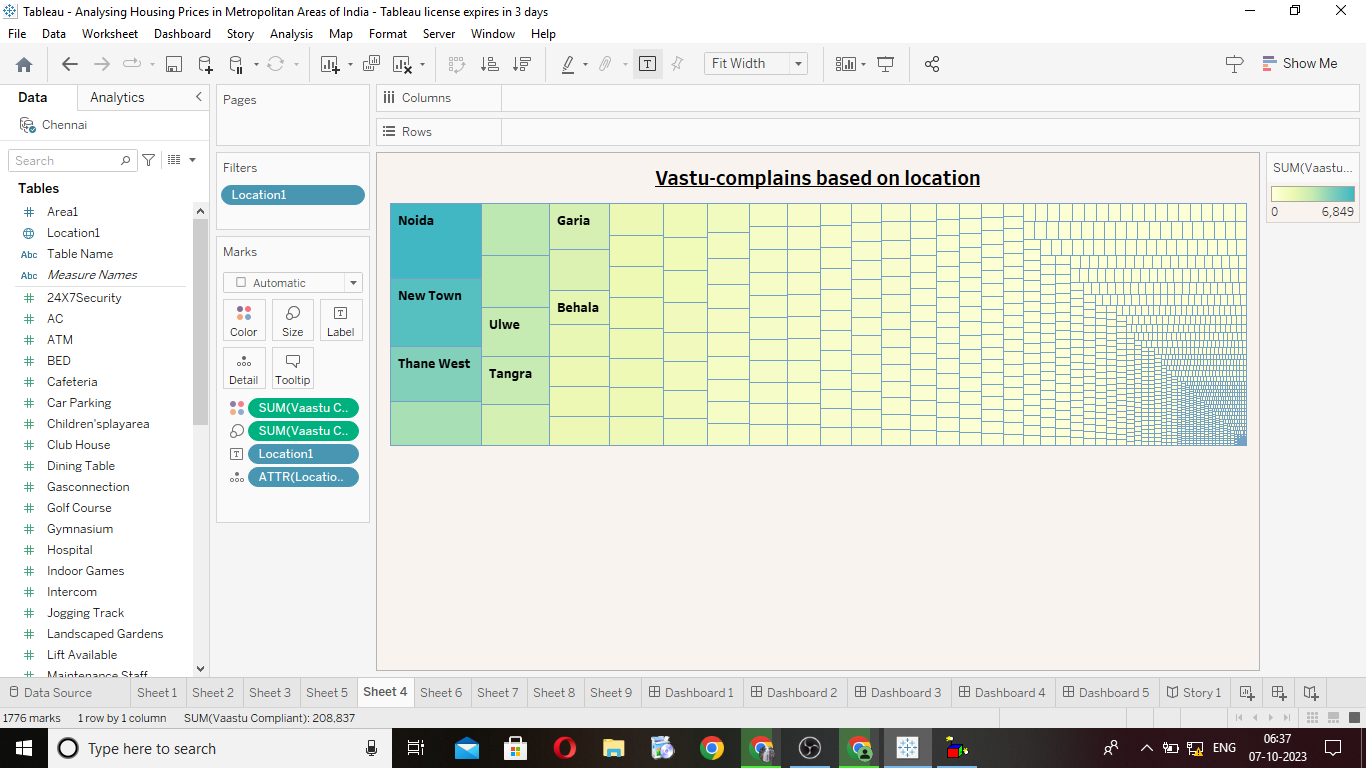 Tableau - Analysing Housing Prices in Metropolitan Areas of India - Tableau license expires in 3 days
File Data Worksheet Dashboard Story Analysis Map Format Server Window Help
Fit Width
Show Me
Data Analytics
Chennai
Search
Tables
Area1
Location1
Abc Table Name
Abc Measure Names
24X7Security
AC
ATM
BED
Cafeteria
Car Parking
Children'splayarea
Club House
Dining Table
Gasconnection
Golf Course
Gymnasium
Hospital
Indoor Games
Intercom
Jogging Track
Landscaped Gardens
Lift Available
Maintenance Staff
Pages
Filters
Location1
Marks
Automatic
Color Size Label
Detail Tooltip
SUM(Vaastu C..
SUM(Vaastu C..
Location1
ATTR(Locatio..
Columns
Rows
Vastu-complains based on location
Noida
New Town
Thane West
Ulwe
Tangra
Garia
Behala
SUM(Vaastu...
0 6,849
Data Source Sheet 1 Sheet 2 Sheet 3 Sheet 5 Sheet 4 Sheet 6 Sheet 7 Sheet 8 Sheet 9 Dashboard 1 Dashboard 2 Dashboard 3 Dashboard 4 Dashboard 5 Story 1
1776 marks 1 row by 1 column SUM(Vaastu Compliant): 208,837
Type here to search
ENG
06:37
07-10-2023